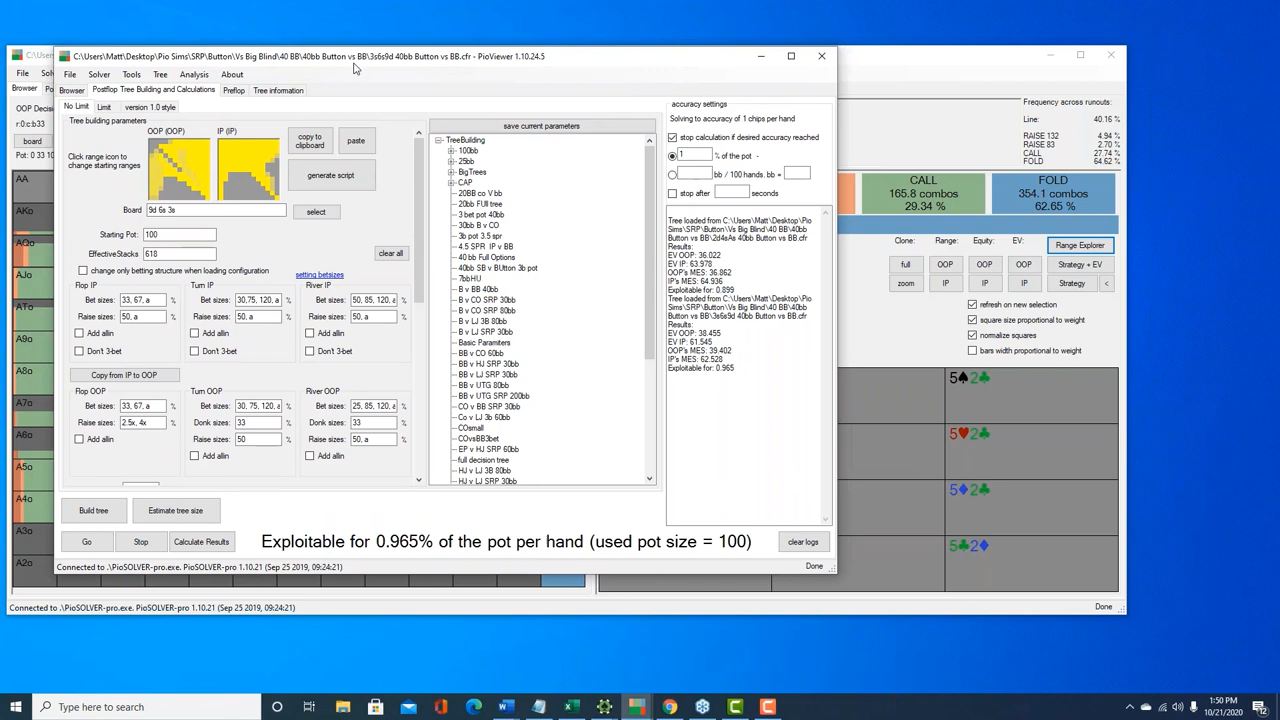 C:\Users\Matt\Desktop\Pio Sims\SRP\Button\Vs Big Blind\40 BB\40bb Button vs BB\3s6s9d 40bb Button vs BB.cfr - PioViewer 1.10.24.5
File Solver Tools Tree Analysis About
Browser Postflop Tree Building and Calculations Preflop Tree information
No Limit Limit version 1.0 style
Tree building parameters
OOP (OOP) IP (IP)
Click range icon to
change starting ranges
copy to
clipboard
paste
generate script
Board 9d 6s 3s select
Starting Pot: 100
EffectiveStacks 618 clear all
change only betting structure when loading configuration setting betsizes
Flop IP Turn IP River IP
Bet sizes: 33, 67, a % Bet sizes: 30,75, 120, a % Bet sizes: 50, 85, 120, a %
Raise sizes: 50, a % Raise sizes: 50, a % Raise sizes: 50, a %
Add allin Add allin Add allin
Don't 3-bet Don't 3-bet Don't 3-bet
Copy from IP to OOP
Flop OOP Turn OOP River OOP
Bet sizes: 33, 67, a % Bet sizes: 30, 75, 120, a % Bet sizes: 25, 85, 120, a %
Raise sizes: 2.5x, 4x % Donk sizes: 33 % Donk sizes: 33 %
Add allin Raise sizes: 50 % Raise sizes: 50, a %
Add allin Add allin
Build tree Estimate tree size
Go Stop Calculate Results Exploitable for 0.965% of the pot per hand (used pot size = 100) clear logs
Connected to .\PioSOLVER-pro.exe. PioSOLVER-pro 1.10.21 (Sep 25 2019, 09:24:21) Done
save current parameters
TreeBuilding
100bb
25bb
BigTrees
CAP
20BB co V bb
20bb FUll tree
3 bet pot 40bb
30bb B v CO
3b pot 3.5 spr
4.5 SPR IP v BB
40 bb Full Options
40bb SB v BUtton 3b pot
7bbHU
B v BB 40bb
B v CO SRP 30bb
B v CO SRP 80bb
B v LJ 3B 80bb
B v LJ SRP 30bb
Basic Paramiters
BB v CO 60bb
BB v HJ SRP 30bb
BB v LJ SRP 30bb
BB v UTG 80bb
BB v UTG SRP 200bb
CO v BB SRP 30bb
Co v LJ 3b 60bb
COsmall
COvsBB3bet
EP v HJ SRP 60bb
full decision tree
HJ v LJ 3B 80bb
HJ v LJ SRP 30bb
accuracy settings
Solving to accuracy of 1 chips per hand
stop calculation if desired accuracy reached
1 % of the pot -
bb / 100 hands. bb =
stop after seconds
Tree loaded from C:\Users\Matt\Desktop\Pio
Sims\SRP\Button\Vs Big Blind\40 BB\40bb
Button vs BB\2d4sAs 40bb Button vs BB.cfr
Results:
EV OOP: 36.022
EV IP: 63.978
OOP's MES: 36.862
IP's MES: 64.936
Exploitable for: 0.899
Tree loaded from C:\Users\Matt\Desktop\Pio
Sims\SRP\Button\Vs Big Blind\40 BB\40bb
Button vs BB\3s6s9d 40bb Button vs BB.cfr
Results:
EV OOP: 38.455
EV IP: 61.545
OOP's MES: 39.402
IP's MES: 62.528
Exploitable for: 0.965
File
Browser
OOP Decis
r:0:c:b33
board
Pot: 0 33 10
AA
AKo
AQo
AJo
ATo
A9o
A7o
A6o
A5o
A4o
A3o
A2o
Frequency across runouts:
Line: 40.16 %
RAISE 132 4.94 %
RAISE 83 2.70 %
CALL 27.74 %
FOLD 64.62 %
CALL
165.8 combos
29.34 %
FOLD
354.1 combos
62.65 %
Clone: Range: Equity: EV: Range Explorer
full OOP OOP OOP Strategy + EV
zoom IP IP IP Strategy <
refresh on new selection
square size proportional to weight
normalize squares
bars width proportional to weight
5♠2♣
5♥2♣
5♦2♣
5♣2♦
Connected to .\PioSOLVER-pro.exe. PioSOLVER-pro 1.10.21 (Sep 25 2019, 09:24:21) Done
Type here to search
1:50 PM
10/21/2020